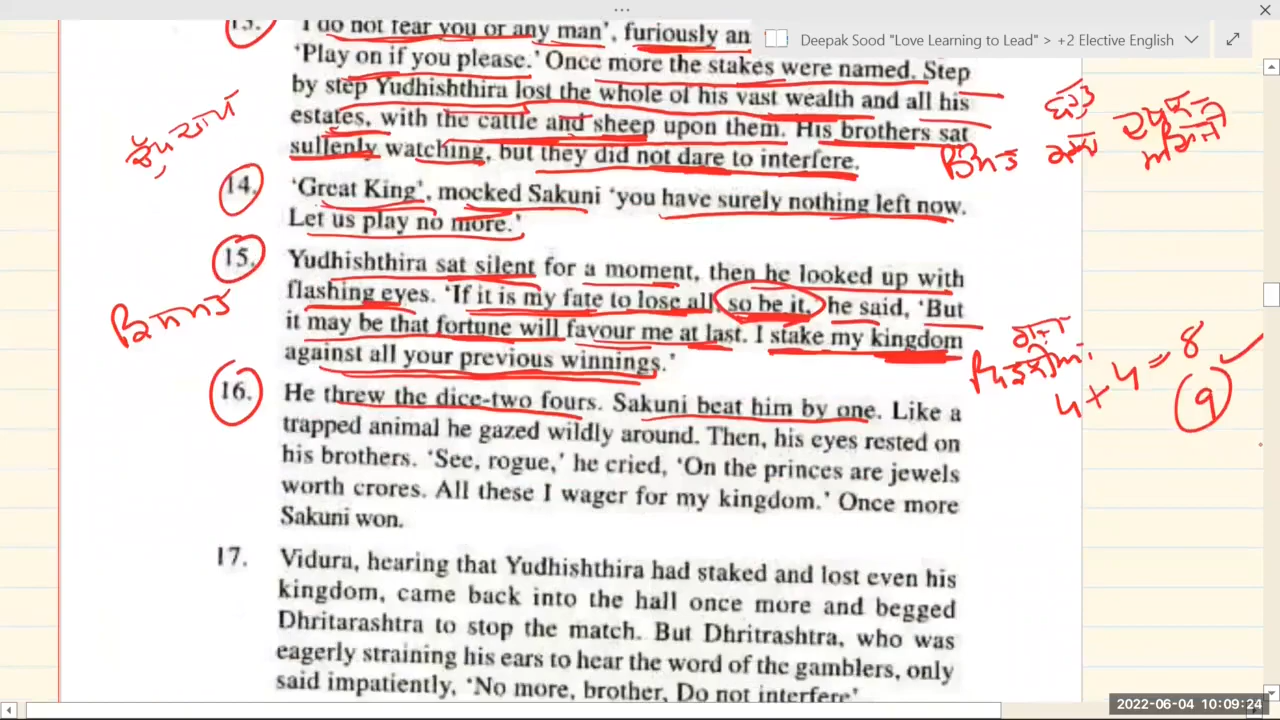 Deepak Sood "Love Learning to Lead" > +2 Elective English
13. 'I do not fear you or any man', furiously an
'Play on if you please.' Once more the stakes were named. Step
by step Yudhishthira lost the whole of his vast wealth and all his
estates, with the cattle and sheep upon them. His brothers sat
sullenly watching, but they did not dare to interfere.
14. 'Great King', mocked Sakuni 'you have surely nothing left now.
Let us play no more.'
15. Yudhishthira sat silent for a moment, then he looked up with
flashing eyes. 'If it is my fate to lose all, so be it, he said, 'But
it may be that fortune will favour me at last. I stake my kingdom
against all your previous winnings.'
4+4=8
9
16. He threw the dice-two fours. Sakuni beat him by one. Like a
trapped animal he gazed wildly around. Then, his eyes rested on
his brothers. 'See, rogue,' he cried, 'On the princes are jewels
worth crores. All these I wager for my kingdom.' Once more
Sakuni won.
17. Vidura, hearing that Yudhishthira had staked and lost even his
kingdom, came back into the hall once more and begged
Dhritarashtra to stop the match. But Dhritrashtra, who was
eagerly straining his ears to hear the word of the gamblers, only
said impatiently, 'No more, brother, Do not interfere'
2022-06-04 10:09:24